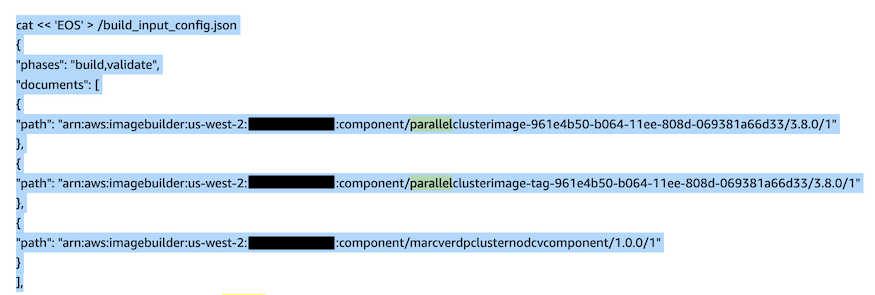 cat << 'EOS' > /build_input_config.json
{
"phases": "build,validate",
"documents": [
{
"path": "arn:aws:imagebuilder:us-west-2: :component/parallelclusterimage-961e4b50-b064-11ee-808d-069381a66d33/3.8.0/1"
},
{
"path": "arn:aws:imagebuilder:us-west-2: :component/parallelclusterimage-tag-961e4b50-b064-11ee-808d-069381a66d33/3.8.0/1"
},
{
"path": "arn:aws:imagebuilder:us-west-2: :component/marcverdpclusternodcvcomponent/1.0.0/1"
}
],